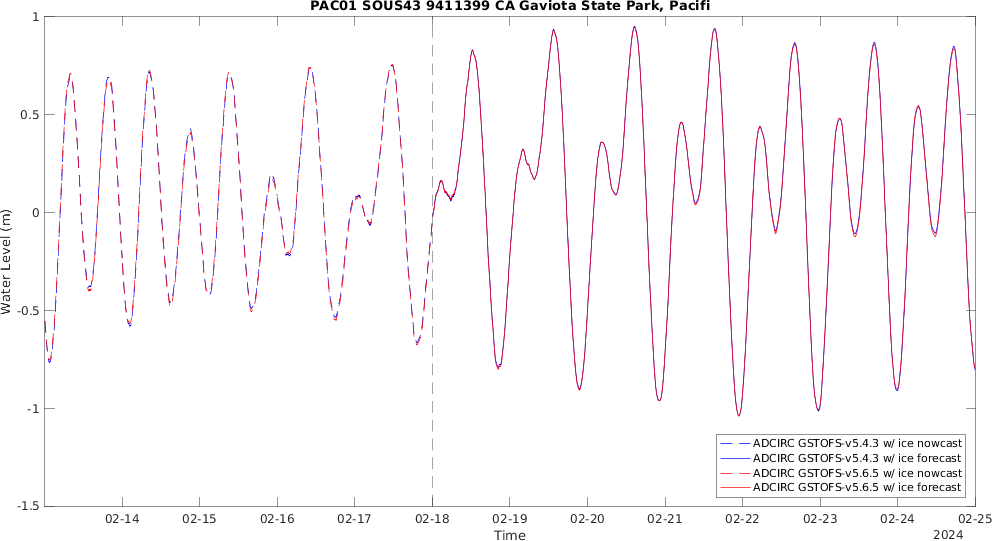 PAC01 SOUS43 9411399 CA Gaviota State Park, Pacifi
1
0.5
0
-0.5
-1
-1.5
Water Level (m)
02-14
02-15
02-16
02-17
02-18
02-19
02-20
02-21
02-22
02-23
02-24
02-25
Time
2024
ADCIRC GSTOFS-v5.4.3 w/ ice nowcast
ADCIRC GSTOFS-v5.4.3 w/ ice forecast
ADCIRC GSTOFS-v5.6.5 w/ ice nowcast
ADCIRC GSTOFS-v5.6.5 w/ ice forecast